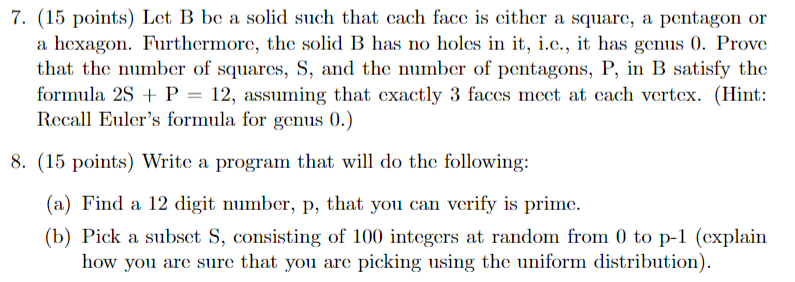 7. (15 points) Let B be a solid such that each face is either a square, a pentagon or
a hexagon. Furthermore, the solid B has no holes in it, i.e., it has genus 0. Prove
that the number of squares, S, and the number of pentagons, P, in B satisfy the
formula 2S + P = 12, assuming that exactly 3 faces meet at each vertex. (Hint:
Recall Euler's formula for genus 0.)
8. (15 points) Write a program that will do the following:
(a) Find a 12 digit number, p, that you can verify is prime.
(b) Pick a subset S, consisting of 100 integers at random from 0 to p-1 (explain
how you are sure that you are picking using the uniform distribution).